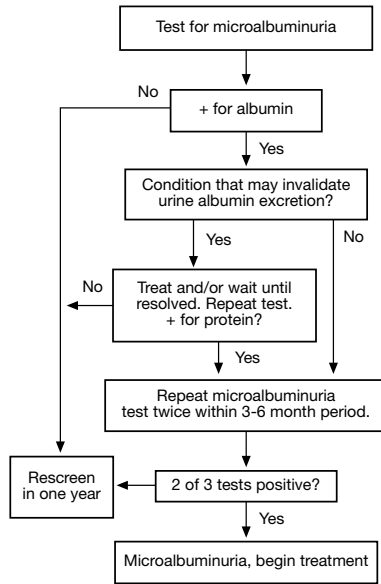 Test for microalbuminuria
No
+ for albumin
Yes
Condition that may invalidate
urine albumin excretion?
Yes
No
No
Treat and/or wait until
resolved. Repeat test.
+ for protein?
Yes
Repeat microalbuminuria
test twice within 3-6 month period.
Rescreen
in one year
2 of 3 tests positive?
Yes
Microalbuminuria, begin treatment